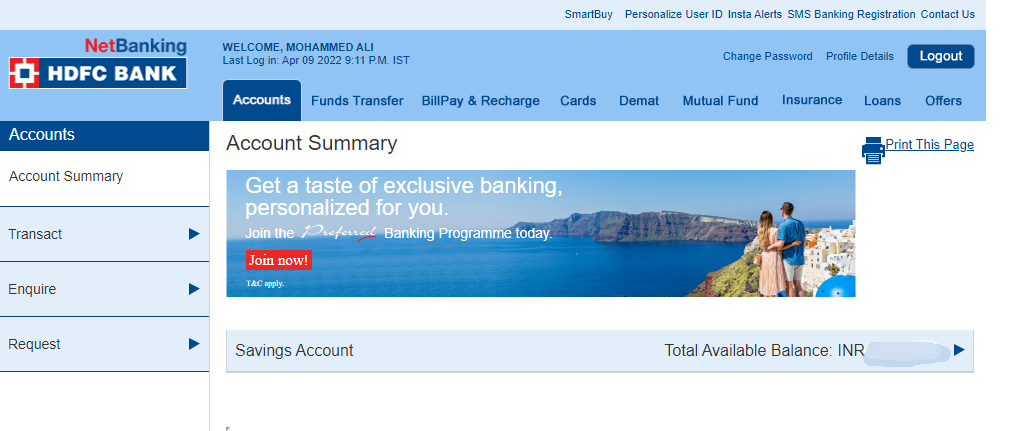 SmartBuy Personalize User ID Insta Alerts SMS Banking Registration Contact Us
NetBanking
HDFC BANK
WELCOME, MOHAMMED ALI
Last Log in: Apr 09 2022 9:11 P.M. IST
Change Password Profile Details Logout
Accounts Funds Transfer BillPay & Recharge Cards Demat Mutual Fund Insurance Loans Offers
Accounts
Account Summary
Transact
Enquire
Request
Account Summary
Print This Page
Get a taste of exclusive banking,
personalized for you.
Join the Preferred Banking Programme today.
Join now!
T&C apply.
Savings Account Total Available Balance: INR